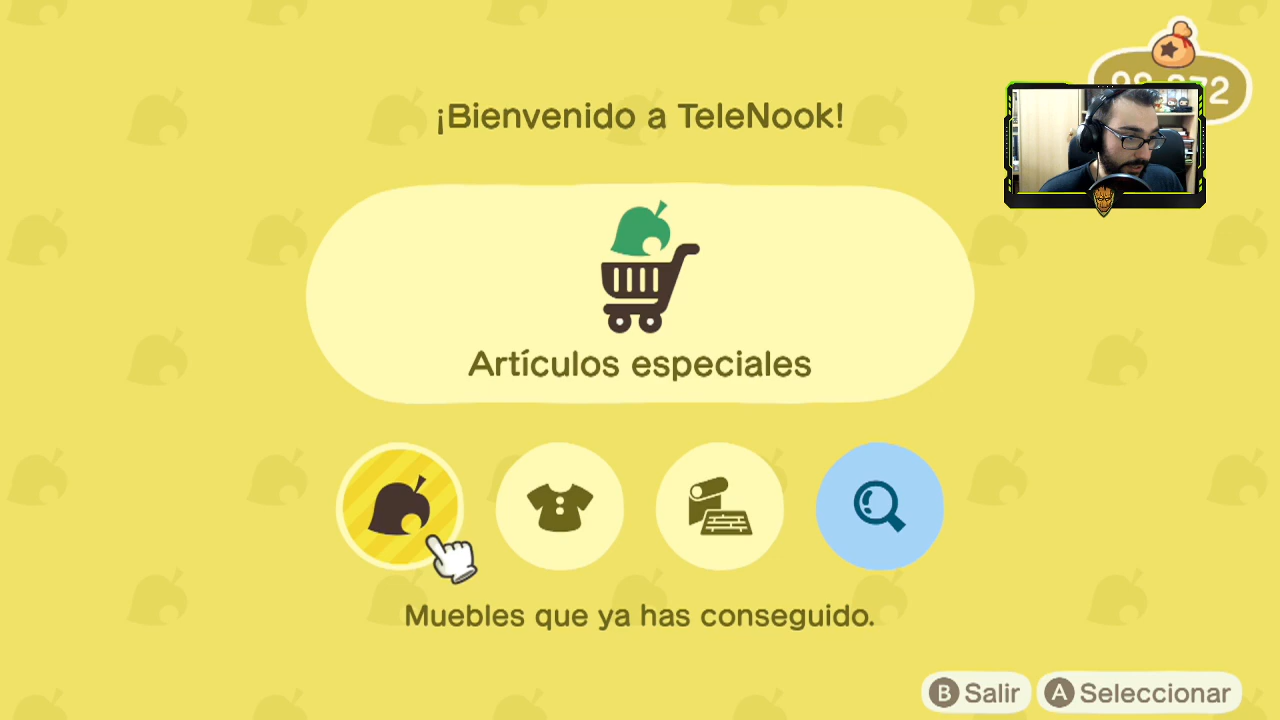 ¡Bienvenido a TeleNook!
Artículos especiales
Muebles que ya has conseguido.
B Salir A Seleccionar